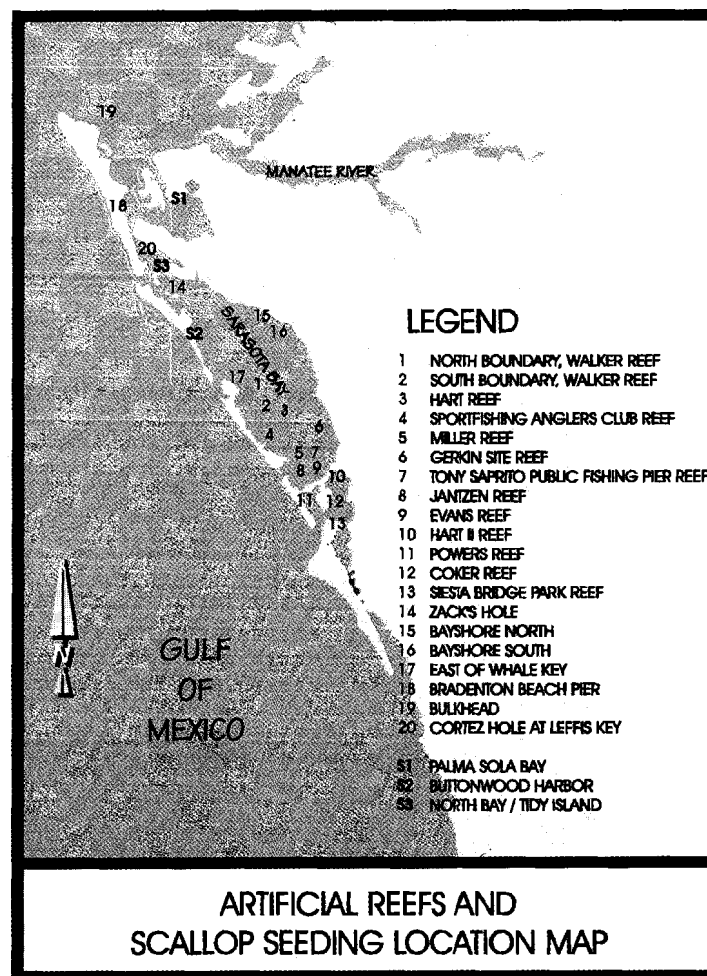 19
MANATEE RIVER
S1
18
20
S3
14
S2
15
16
SARASOTA BAY
17
1
2
3
4
6
5
7
8
9
10
11
12
13
N
GULF
OF
MEXICO
LEGEND
1 NORTH BOUNDARY, WALKER REEF
2 SOUTH BOUNDARY, WALKER REEF
3 HART REEF
4 SPORTFISHING ANGLERS CLUB REEF
5 MILLER REEF
6 GERKIN SITE REEF
7 TONY SAPRITO PUBLIC FISHING PIER REEF
8 JANTZEN REEF
9 EVANS REEF
10 HART II REEF
11 POWERS REEF
12 COKER REEF
13 SIESTA BRIDGE PARK REEF
14 ZACK'S HOLE
15 BAYSHORE NORTH
16 BAYSHORE SOUTH
17 EAST OF WHALE KEY
18 BRADENTON BEACH PIER
19 BULKHEAD
20 CORTEZ HOLE AT LEFFIS KEY
S1 PALMA SOLA BAY
S2 BUTTONWOOD HARBOR
S3 NORTH BAY / TIDY ISLAND
ARTIFICIAL REEFS AND
SCALLOP SEEDING LOCATION MAP